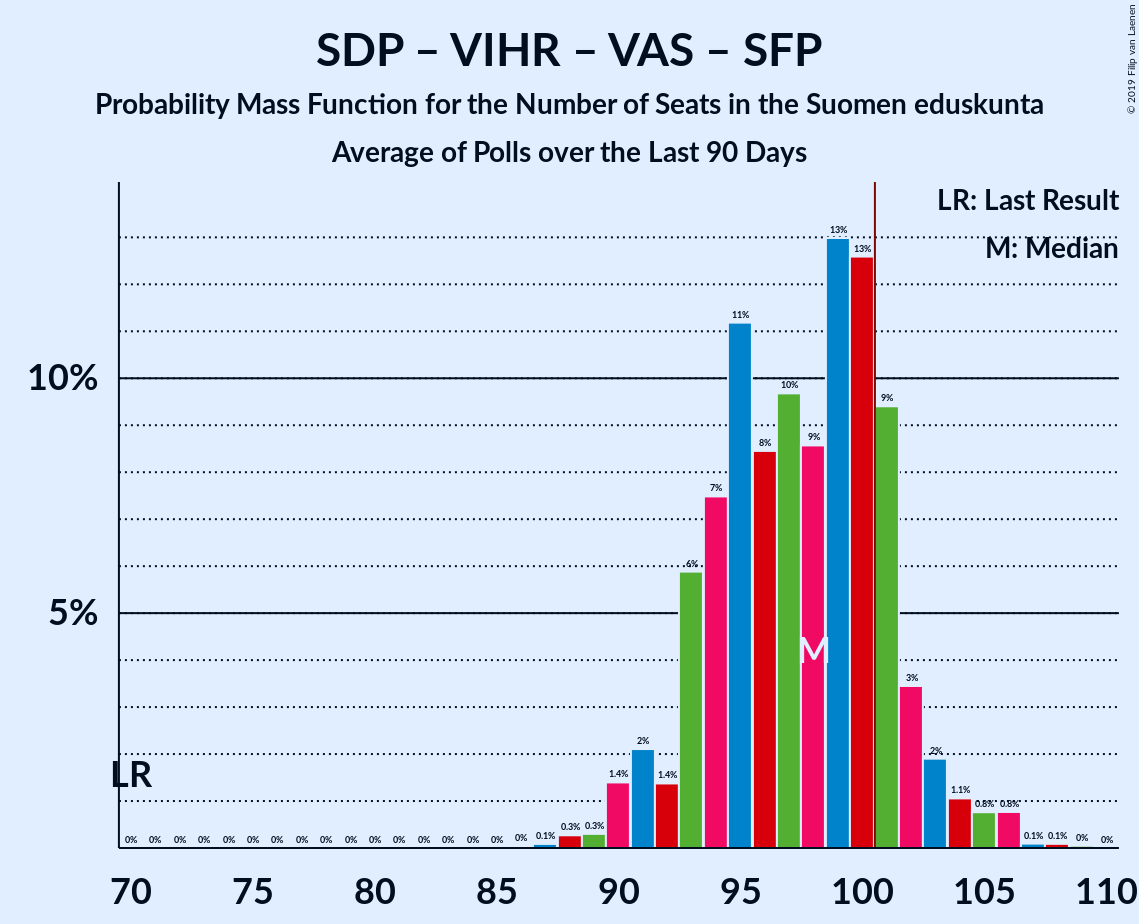 SDP – VIHR – VAS – SFP
Probability Mass Function for the Number of Seats in the Suomen eduskunta
Average of Polls over the Last 90 Days
© 2019 Filip van Laenen
LR: Last Result
M: Median
10%
5%
LR
M
0% 0% 0% 0% 0% 0% 0% 0% 0% 0% 0% 0% 0% 0% 0% 0% 0% 0.1% 0.3% 0.3% 1.4% 2% 1.4% 6% 7% 11% 8% 10% 9% 13% 13% 9% 3% 2% 1.1% 0.8% 0.8% 0.1% 0.1% 0% 0%
70 75 80 85 90 95 100 105 110